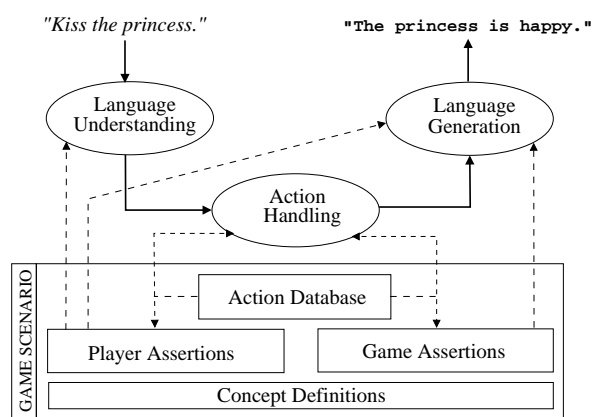 "Kiss the princess."
"The princess is happy."
Language
Understanding
Language
Generation
Action
Handling
GAME SCENARIO
Action Database
Player Assertions
Game Assertions
Concept Definitions